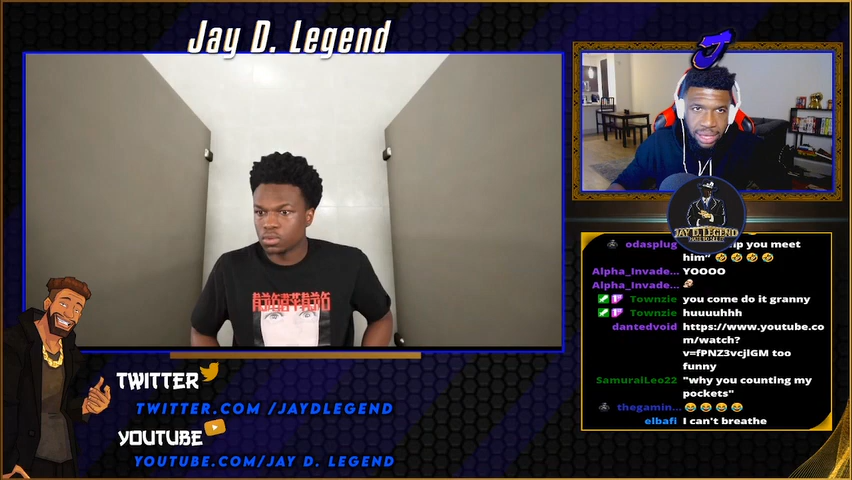 Jay D. Legend
J
JAY D. LEGEND
odasplug
ip you meet
him" 🤣🤣🤣🤣
Alpha_Invade... YOOOO
Alpha_Invade...
Townzie you come do it granny
Townzie huuuuhhh
dantedvoid https://www.youtube.co
m/watch?
v=fPNZ3vcjlGM too
funny
SamuraiLeo22 "why you counting my
pockets"
thegamin... 😂😂😂😂
elbafi I can't breathe
TWITTER
TWITTER.COM /JAYDLEGEND
YOUTUBE
YOUTUBE.COM/JAY D. LEGEND